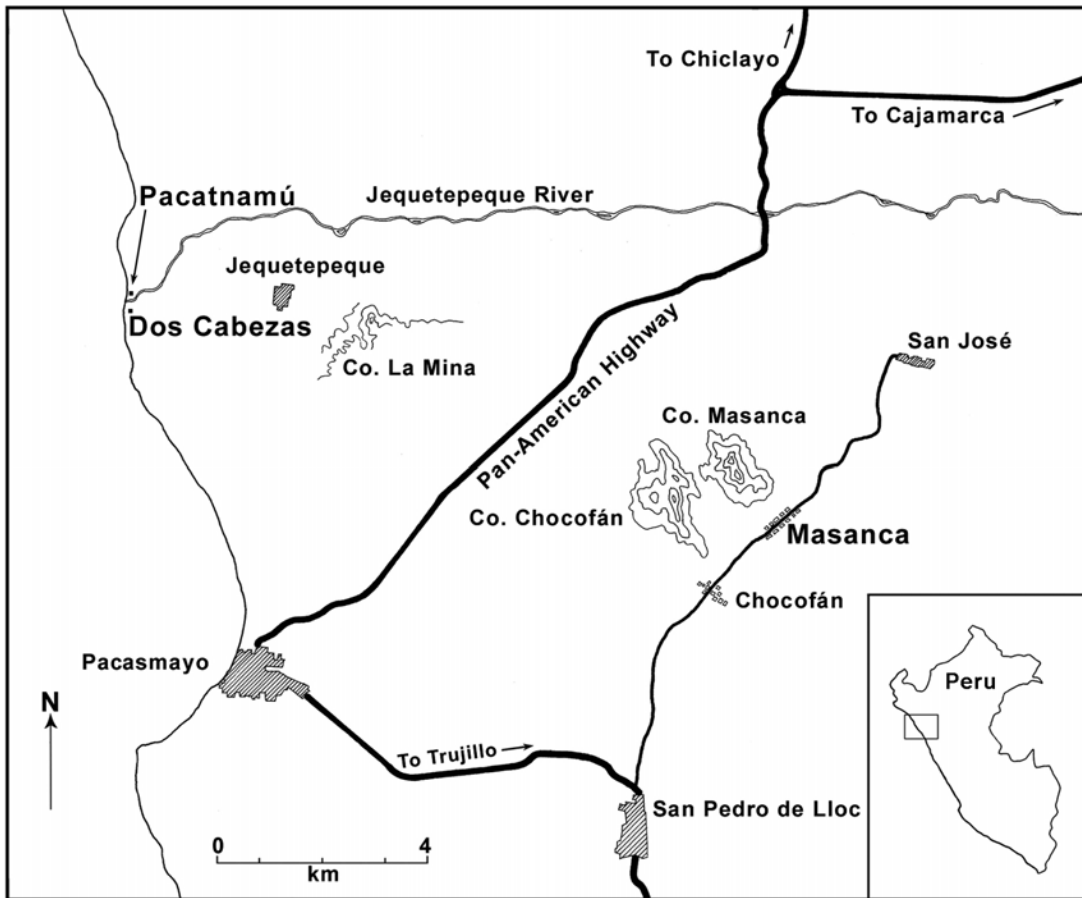 To Chiclayo
To Cajamarca
Pacatnamú
Jequetepeque River
Jequetepeque
Dos Cabezas
Co. La Mina
Pan-American Highway
San José
Co. Masanca
Co. Chocofán
Masanca
Chocofán
Pacasmayo
N
Peru
To Trujillo
San Pedro de Lloc
0 4
km